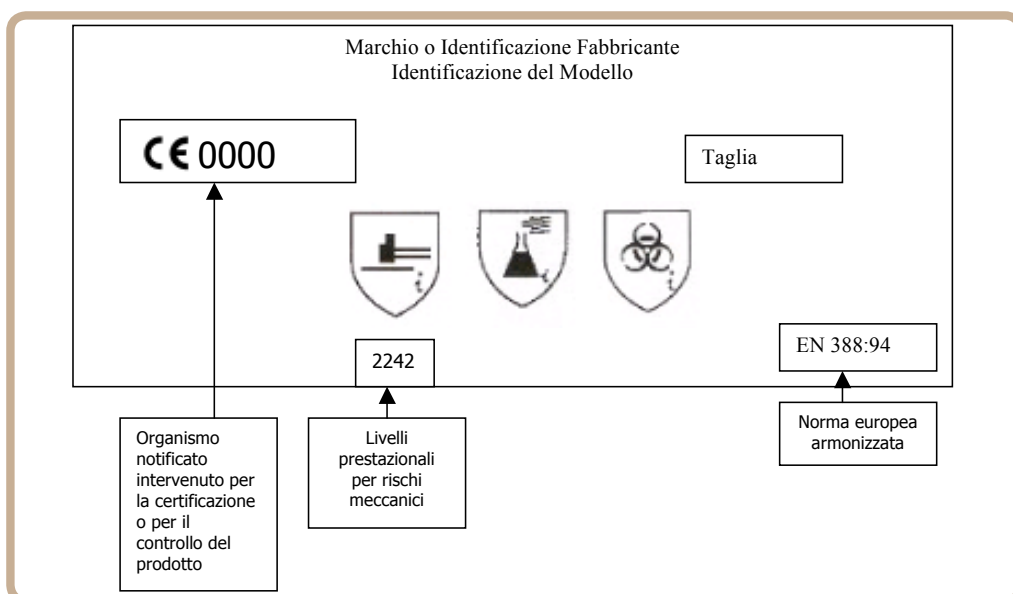 Marchio o Identificazione Fabbricante
Identificazione del Modello
CE 0000
Taglia
i
i
i
2242
EN 388:94
Organismo
notificato
intervenuto per
la certificazione
o per il
controllo del
prodotto
Livelli
prestazionali
per rischi
meccanici
Norma europea
armonizzata